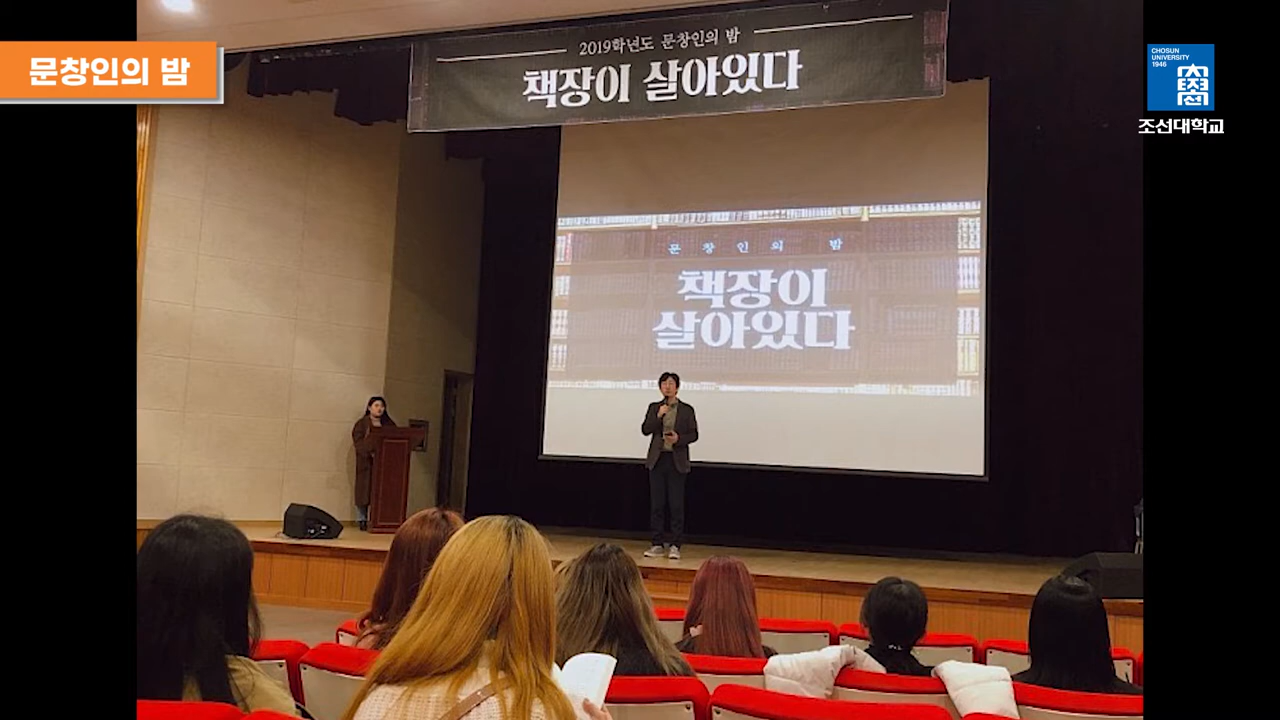 문창인의 밤
2019학년도 문창인의 밤
책장이 살아있다
CHOSUN
UNIVERSITY
1946
조선대학교
문창인의 밤
책장이
살아있다